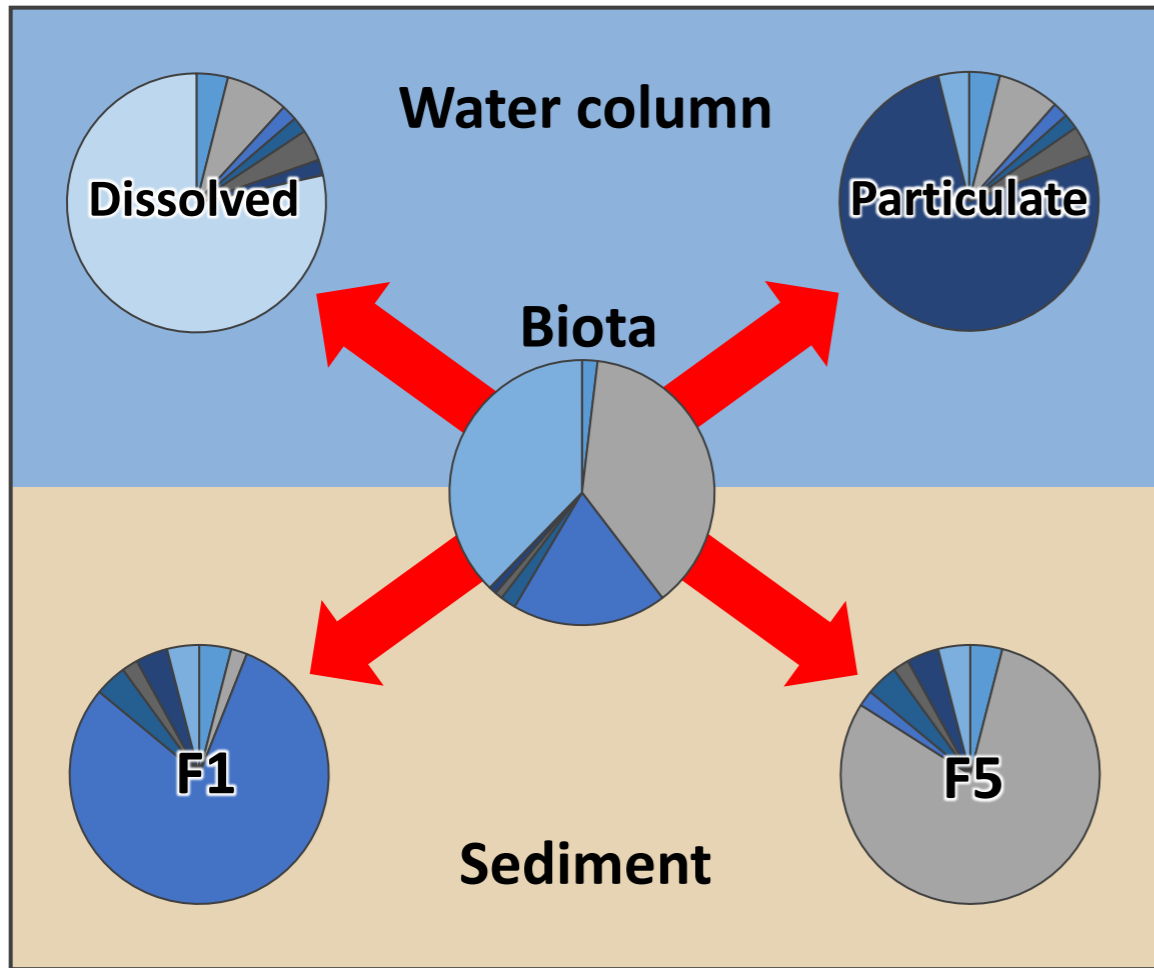 Water column
Dissolved
Particulate
Biota
F1
F5
Sediment